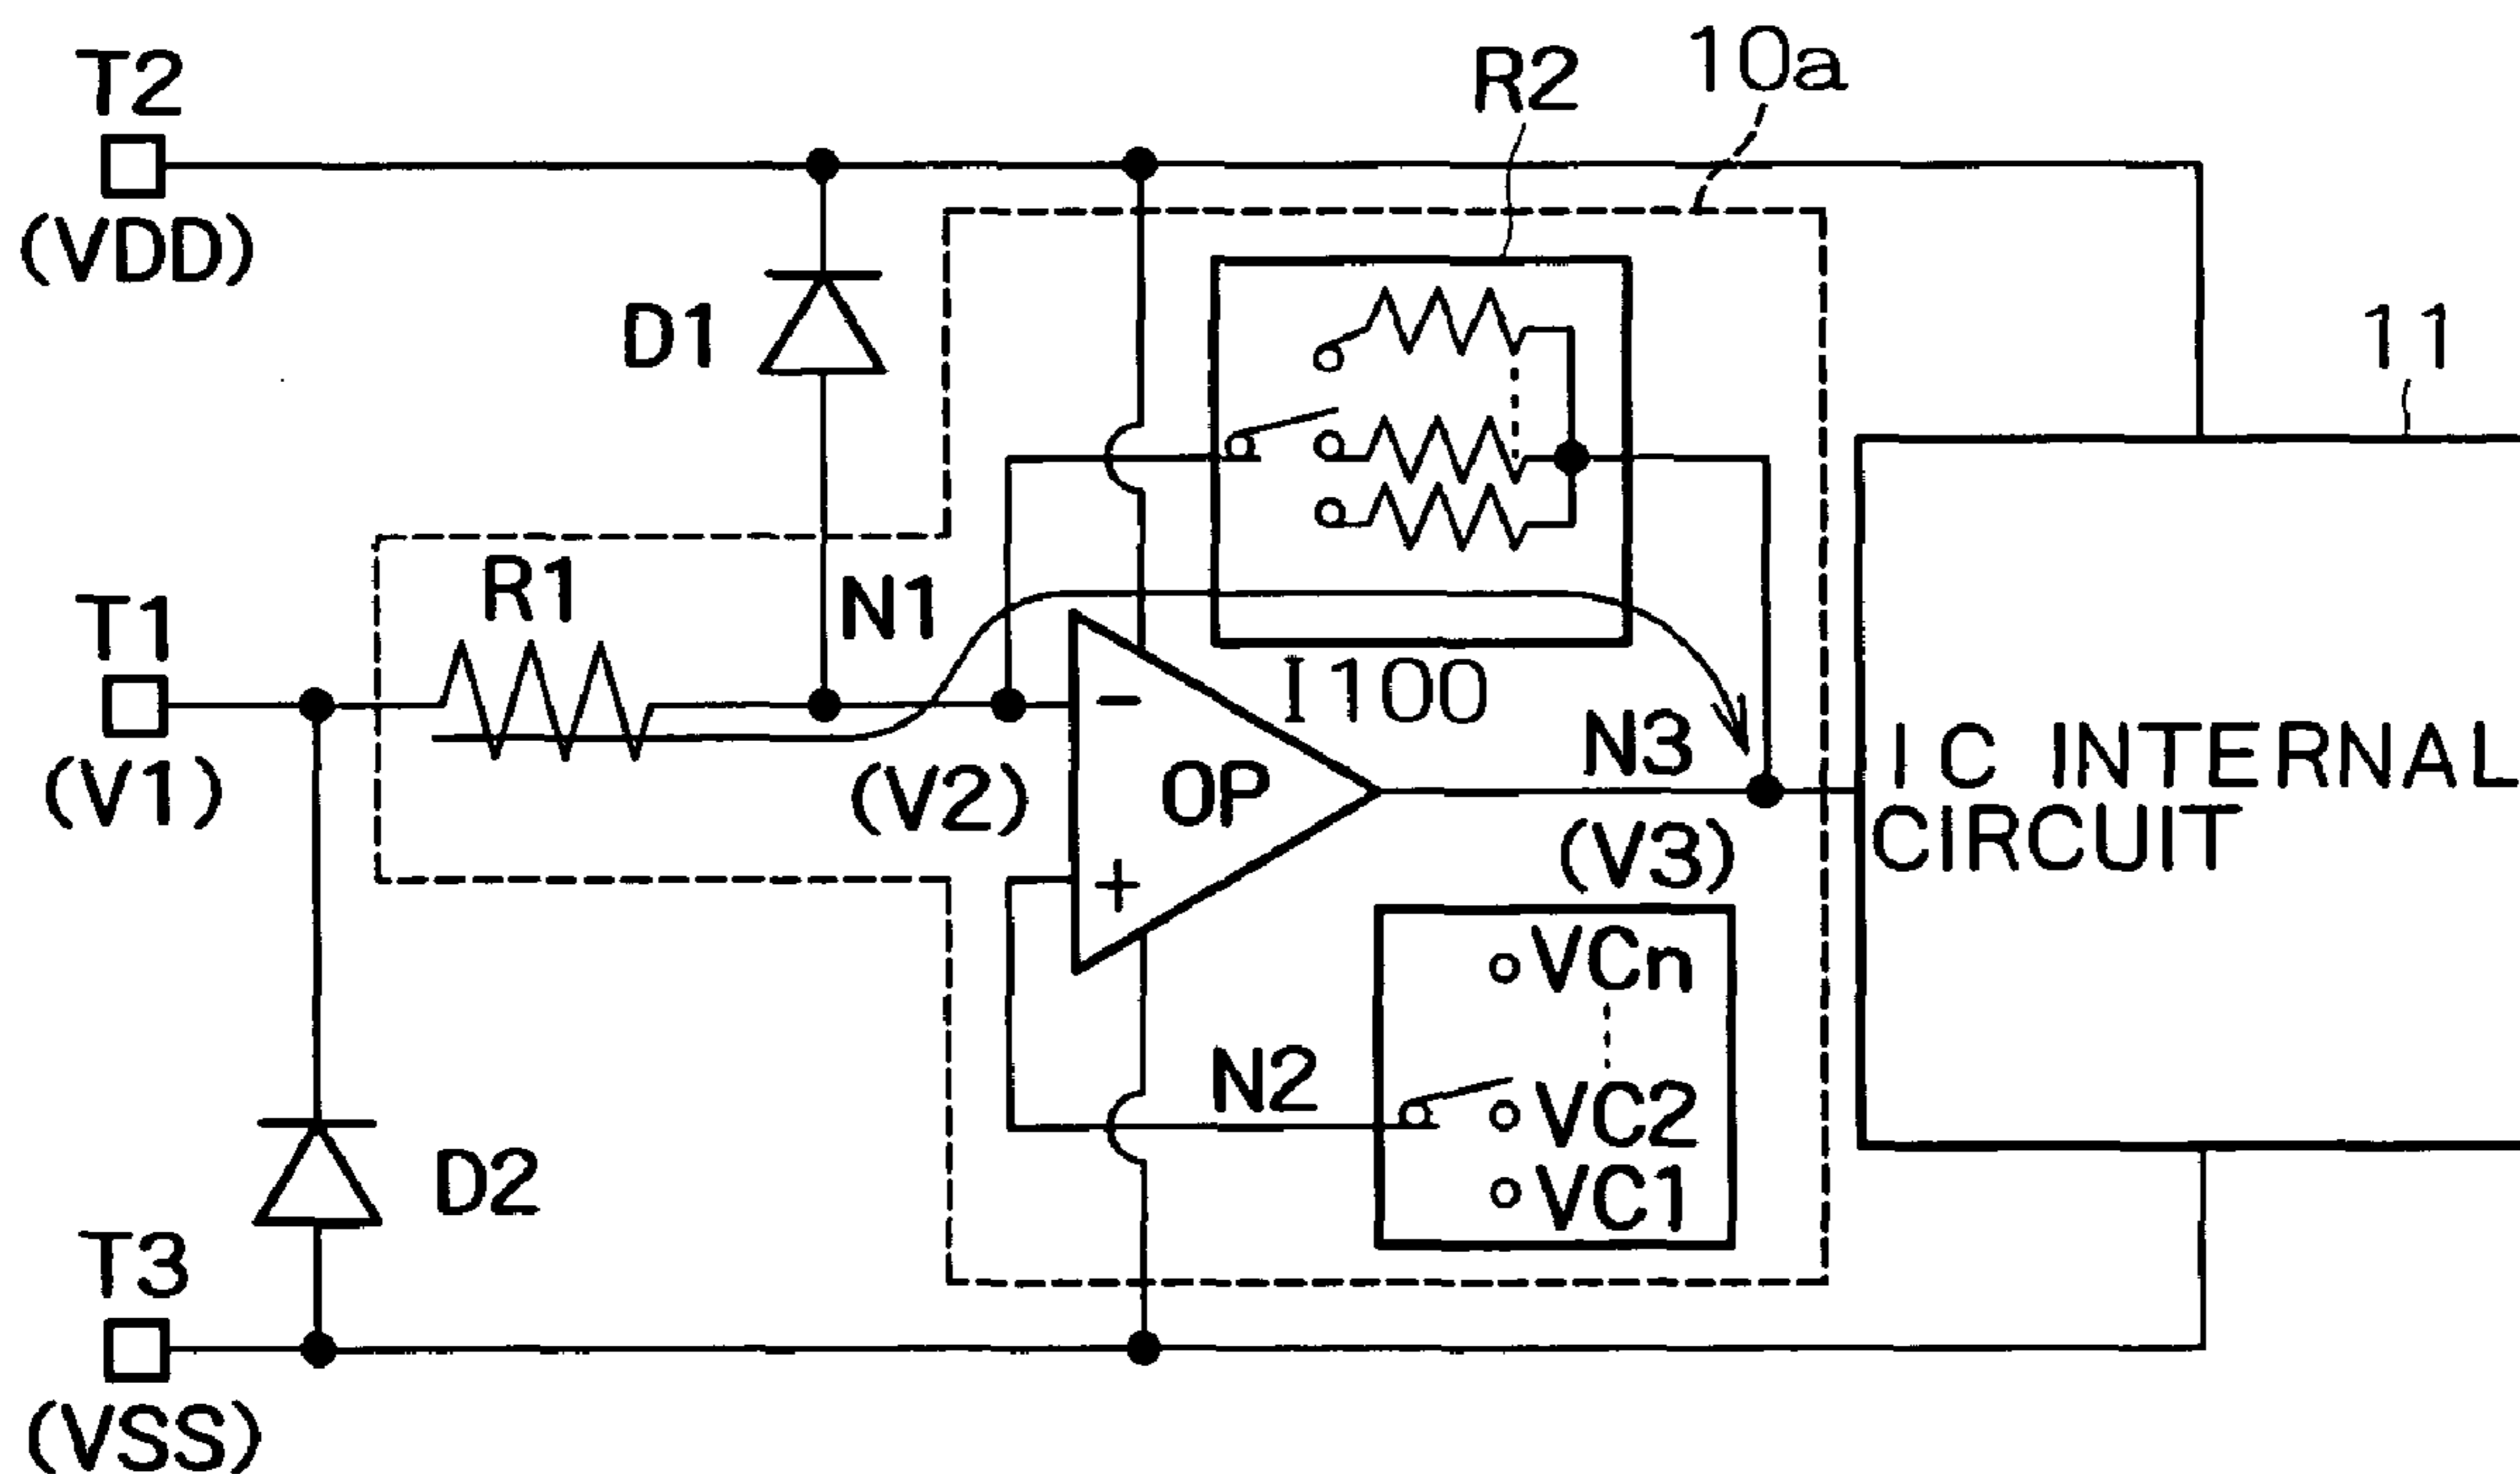 T2
(VDD)
R2
10a
D1
11
T1
(V1)
R1
N1
(V2)
-
OP
+
I100
N3
(V3)
IC INTERNAL
CIRCUIT
VCn
VC2
VC1
N2
D2
T3
(VSS)